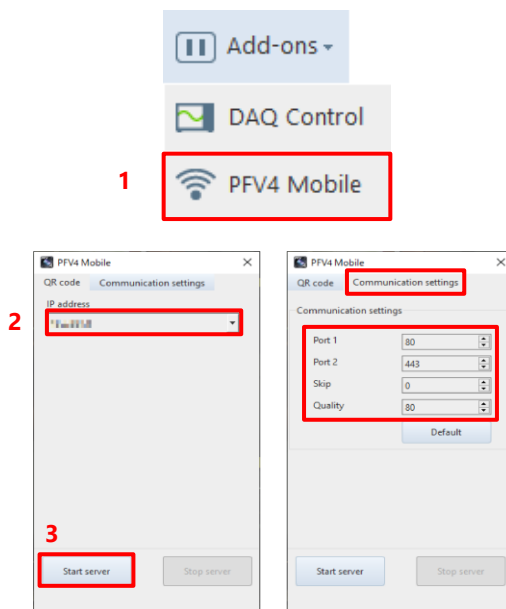 Add-ons
DAQ Control
1
PFV4 Mobile
PFV4 Mobile
QR code
Communication settings
2
IP address
3
Start server
Stop server
PFV4 Mobile
QR code
Communication settings
Communication settings
Port 1
80
Port 2
443
Skip
0
Quality
80
Default
Start server
Stop server